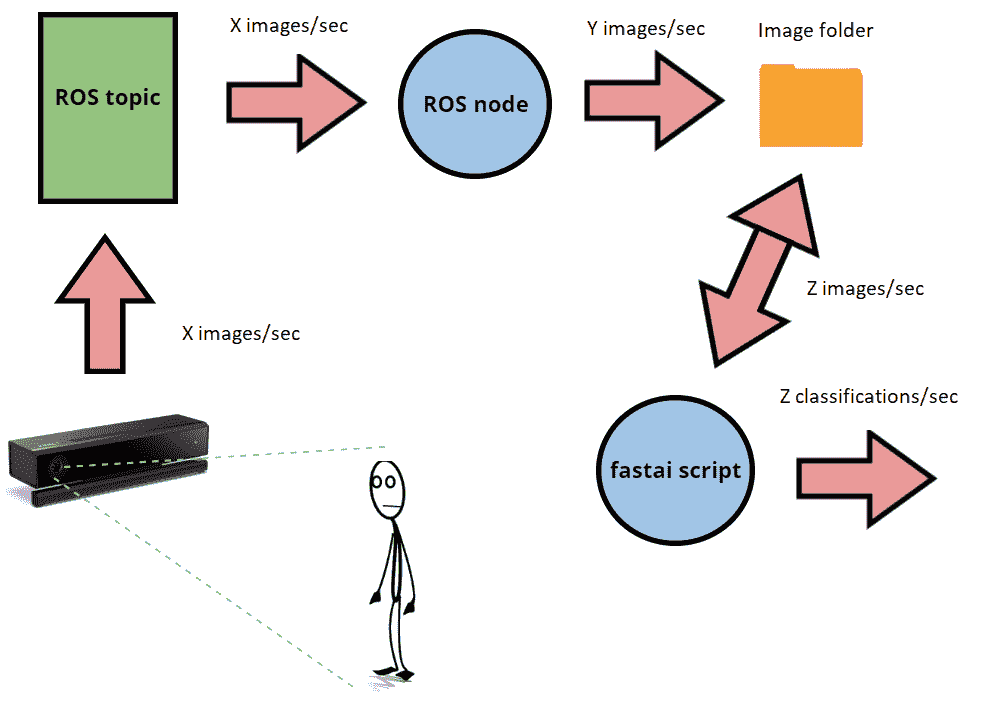 X images/sec
Y images/sec
Image folder
ROS topic
ROS node
Z images/sec
X images/sec
Z classifications/sec
fastai script